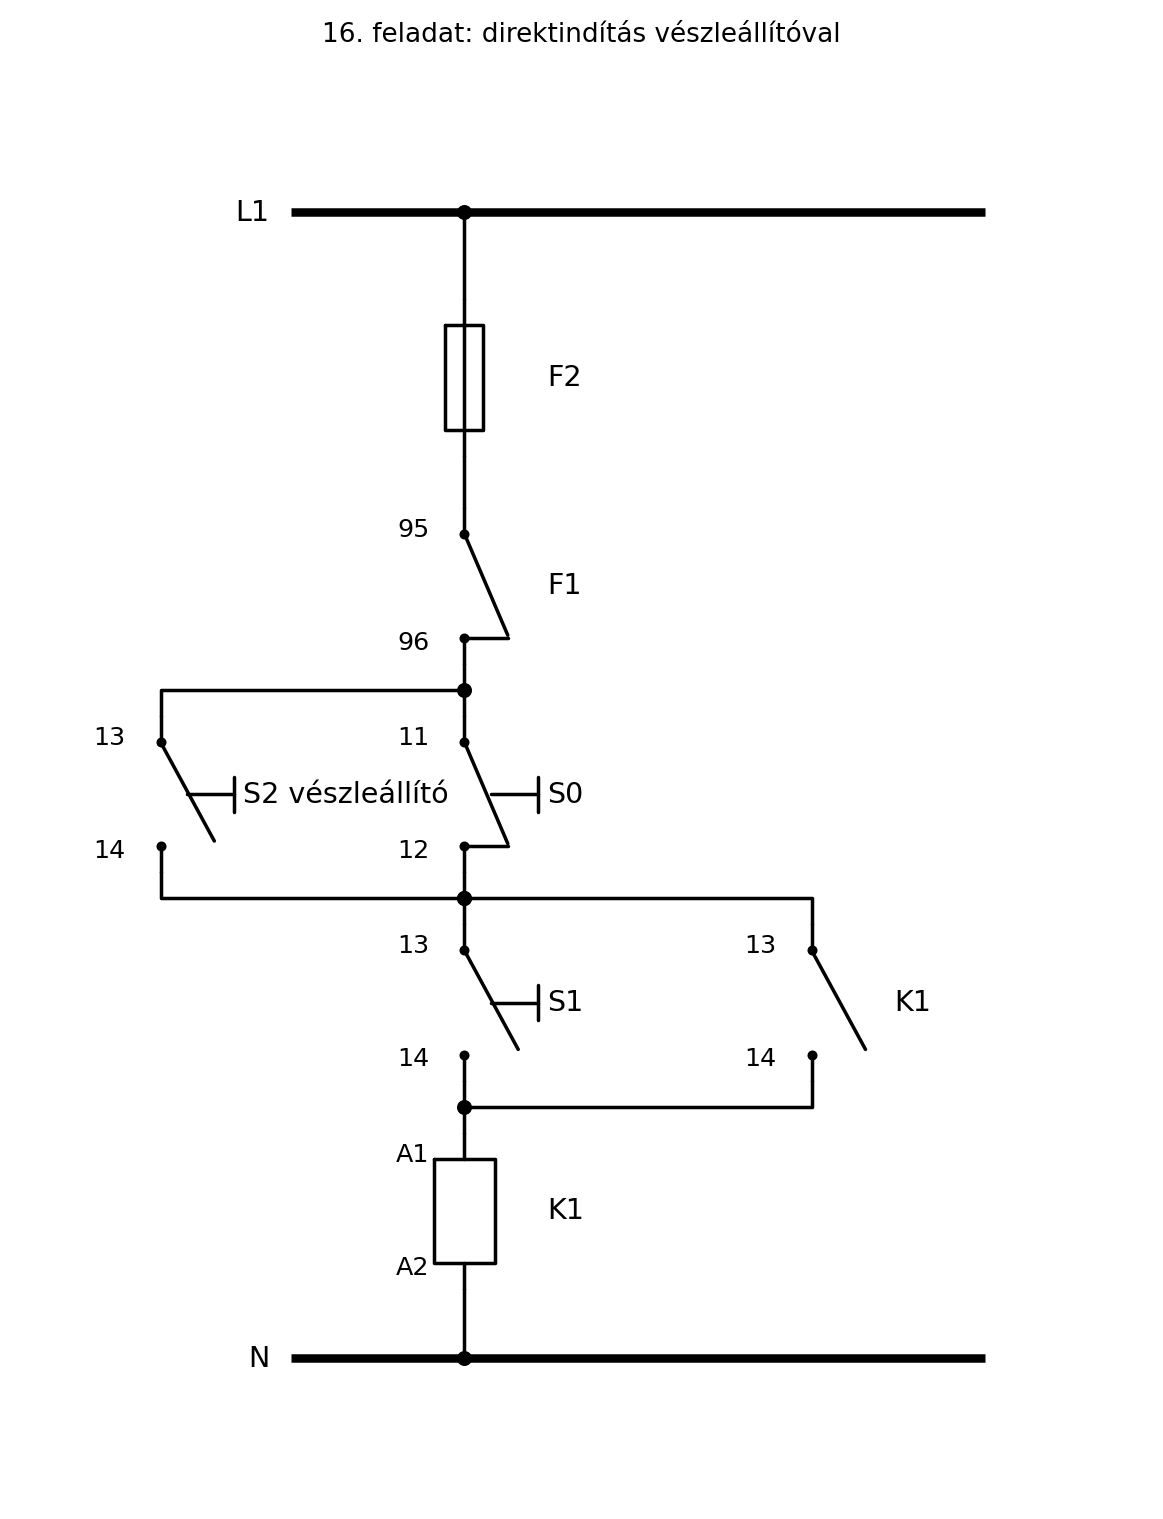 16. feladat: direktindítás vészleállítóval
L1
F2
95
F1
96
13
11
S2 vészleállító
S0
14
12
13
13
S1
K1
14
14
A1
K1
A2
N